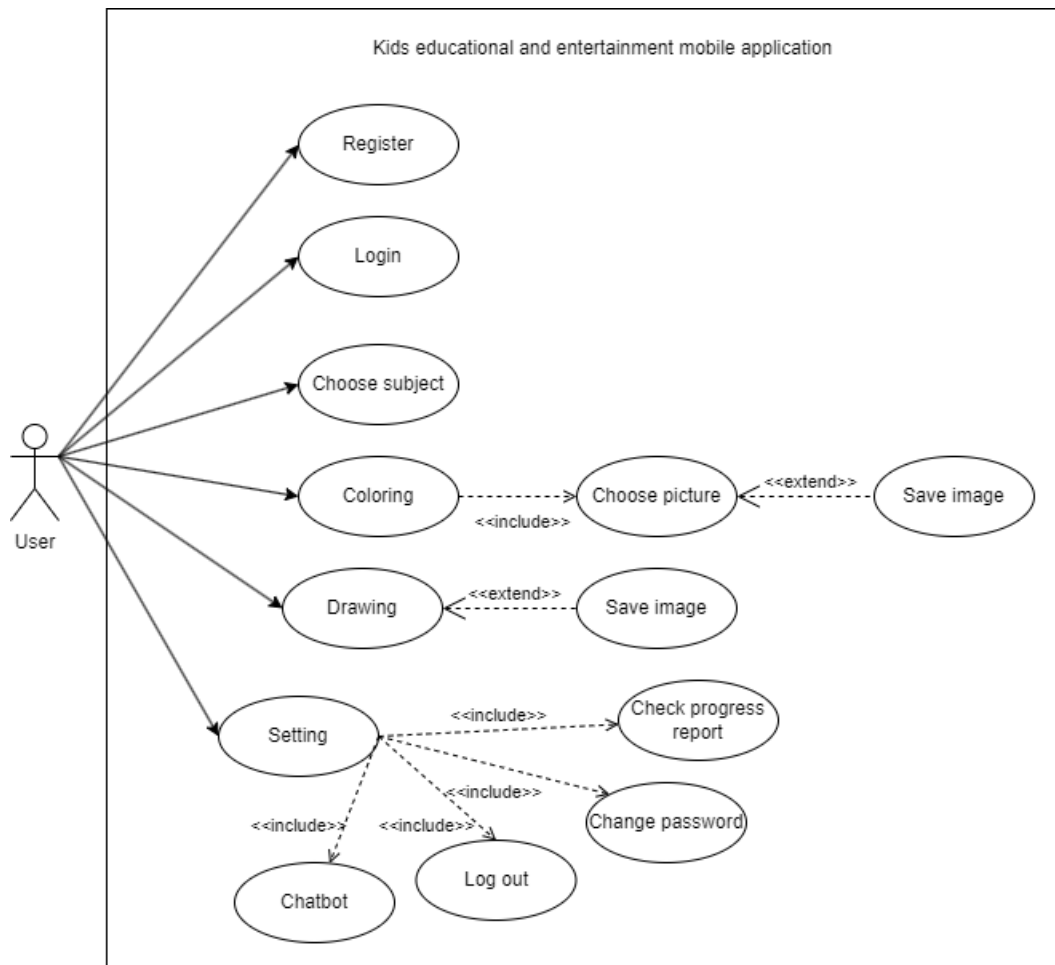 Kids educational and entertainment mobile application
Register
Login
Choose subject
Coloring
<<include>>
Choose picture
<<extend>>
Save image
User
Drawing
<<extend>>
Save image
Setting
<<include>>
Check progress
report
<<include>>
Change password
<<include>>
Log out
<<include>>
Chatbot